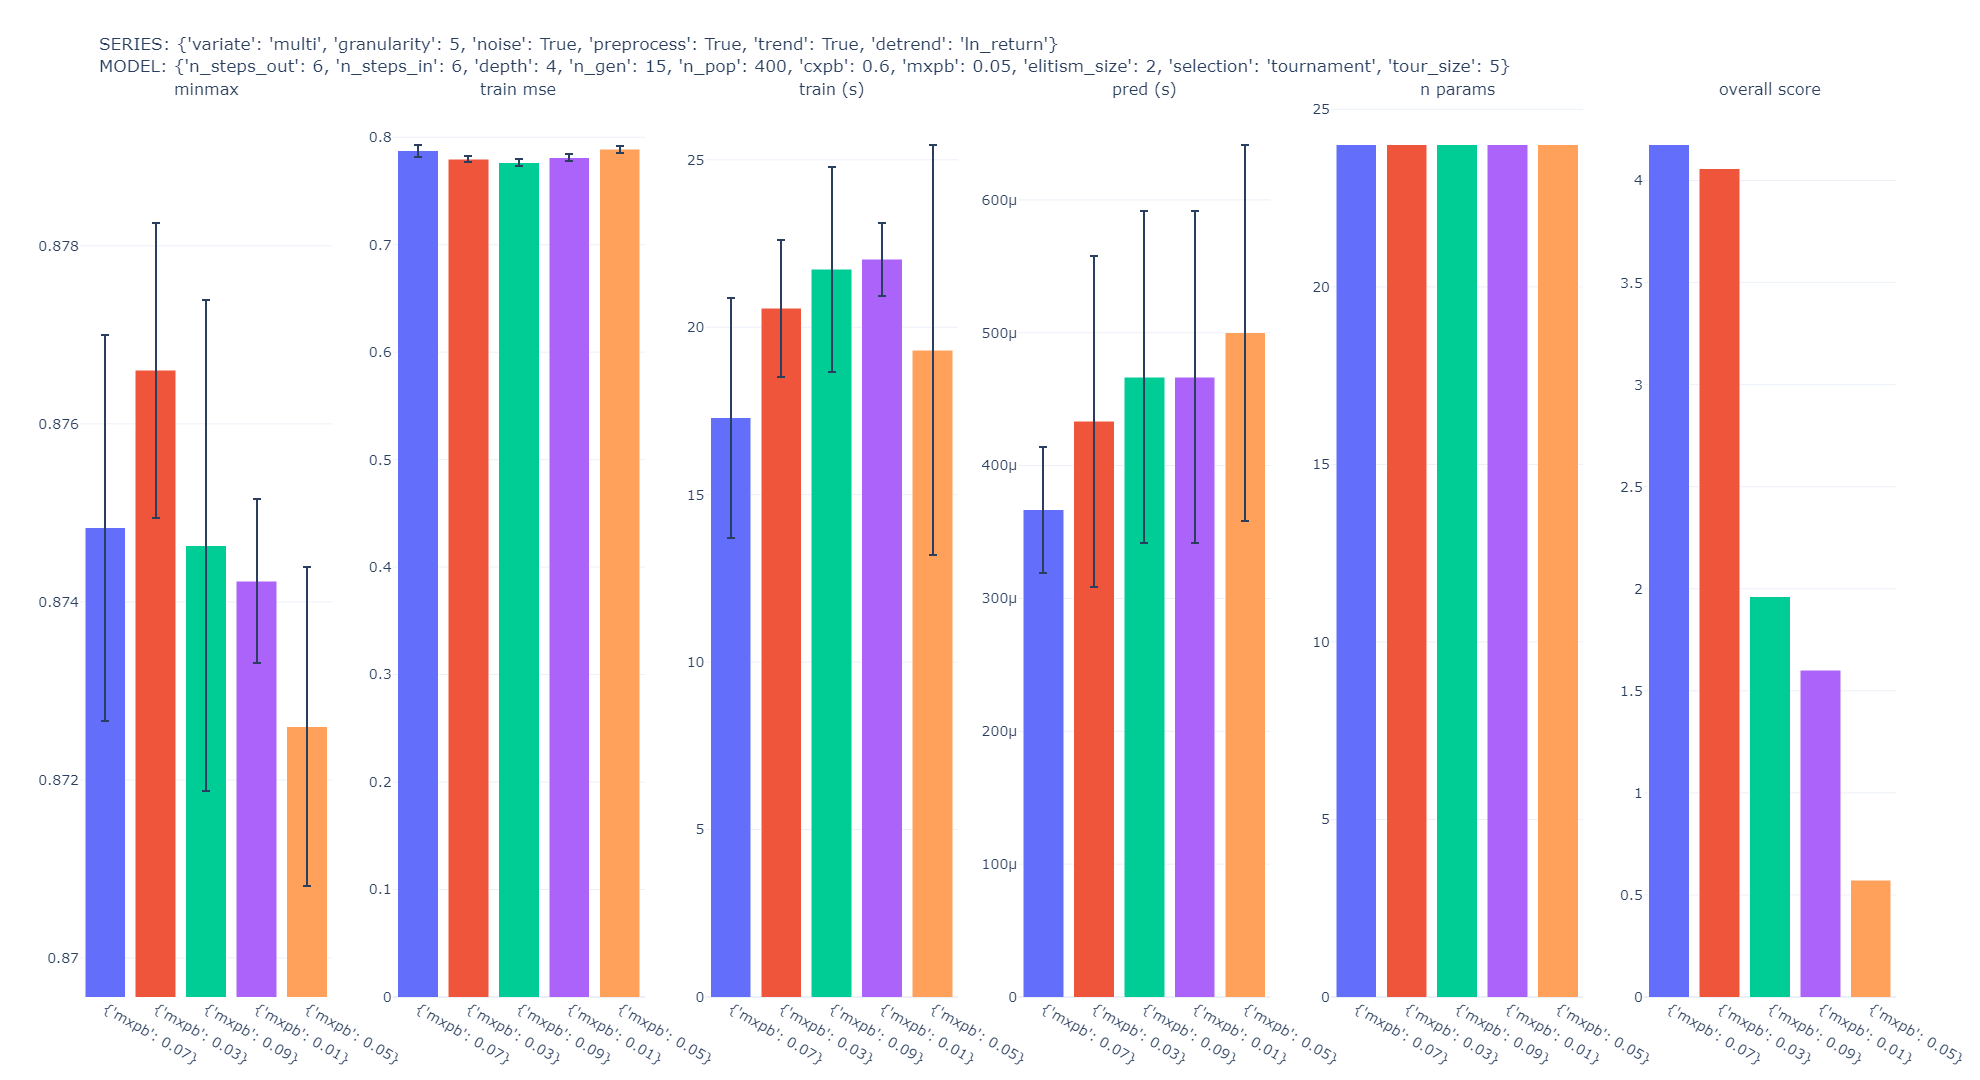 SERIES: {'variate': 'multi', 'granularity': 5, 'noise': True, 'preprocess': True, 'trend': True, 'detrend': 'ln_return'}
MODEL: {'n_steps_out': 6, 'n_steps_in': 6, 'depth': 4, 'n_gen': 15, 'n_pop': 400, 'cxpb': 0.6, 'mxpb': 0.05, 'elitism_size': 2, 'selection': 'tournament', 'tour_size': 5}
minmax
0.878
0.876
0.874
0.872
0.87
{'mxpb': 0.07}
{'mxpb': 0.03}
{'mxpb': 0.09}
{'mxpb': 0.01}
{'mxpb': 0.05}
train mse
0.8
0.7
0.6
0.5
0.4
0.3
0.2
0.1
0
{'mxpb': 0.07}
{'mxpb': 0.03}
{'mxpb': 0.09}
{'mxpb': 0.01}
{'mxpb': 0.05}
train (s)
25
20
15
10
5
0
{'mxpb': 0.07}
{'mxpb': 0.03}
{'mxpb': 0.09}
{'mxpb': 0.01}
{'mxpb': 0.05}
pred (s)
600μ
500μ
400μ
300μ
200μ
100μ
0
{'mxpb': 0.07}
{'mxpb': 0.03}
{'mxpb': 0.09}
{'mxpb': 0.01}
{'mxpb': 0.05}
n params
25
20
15
10
5
0
{'mxpb': 0.07}
{'mxpb': 0.03}
{'mxpb': 0.09}
{'mxpb': 0.01}
{'mxpb': 0.05}
overall score
4
3.5
3
2.5
2
1.5
1
0.5
0
{'mxpb': 0.07}
{'mxpb': 0.03}
{'mxpb': 0.09}
{'mxpb': 0.01}
{'mxpb': 0.05}